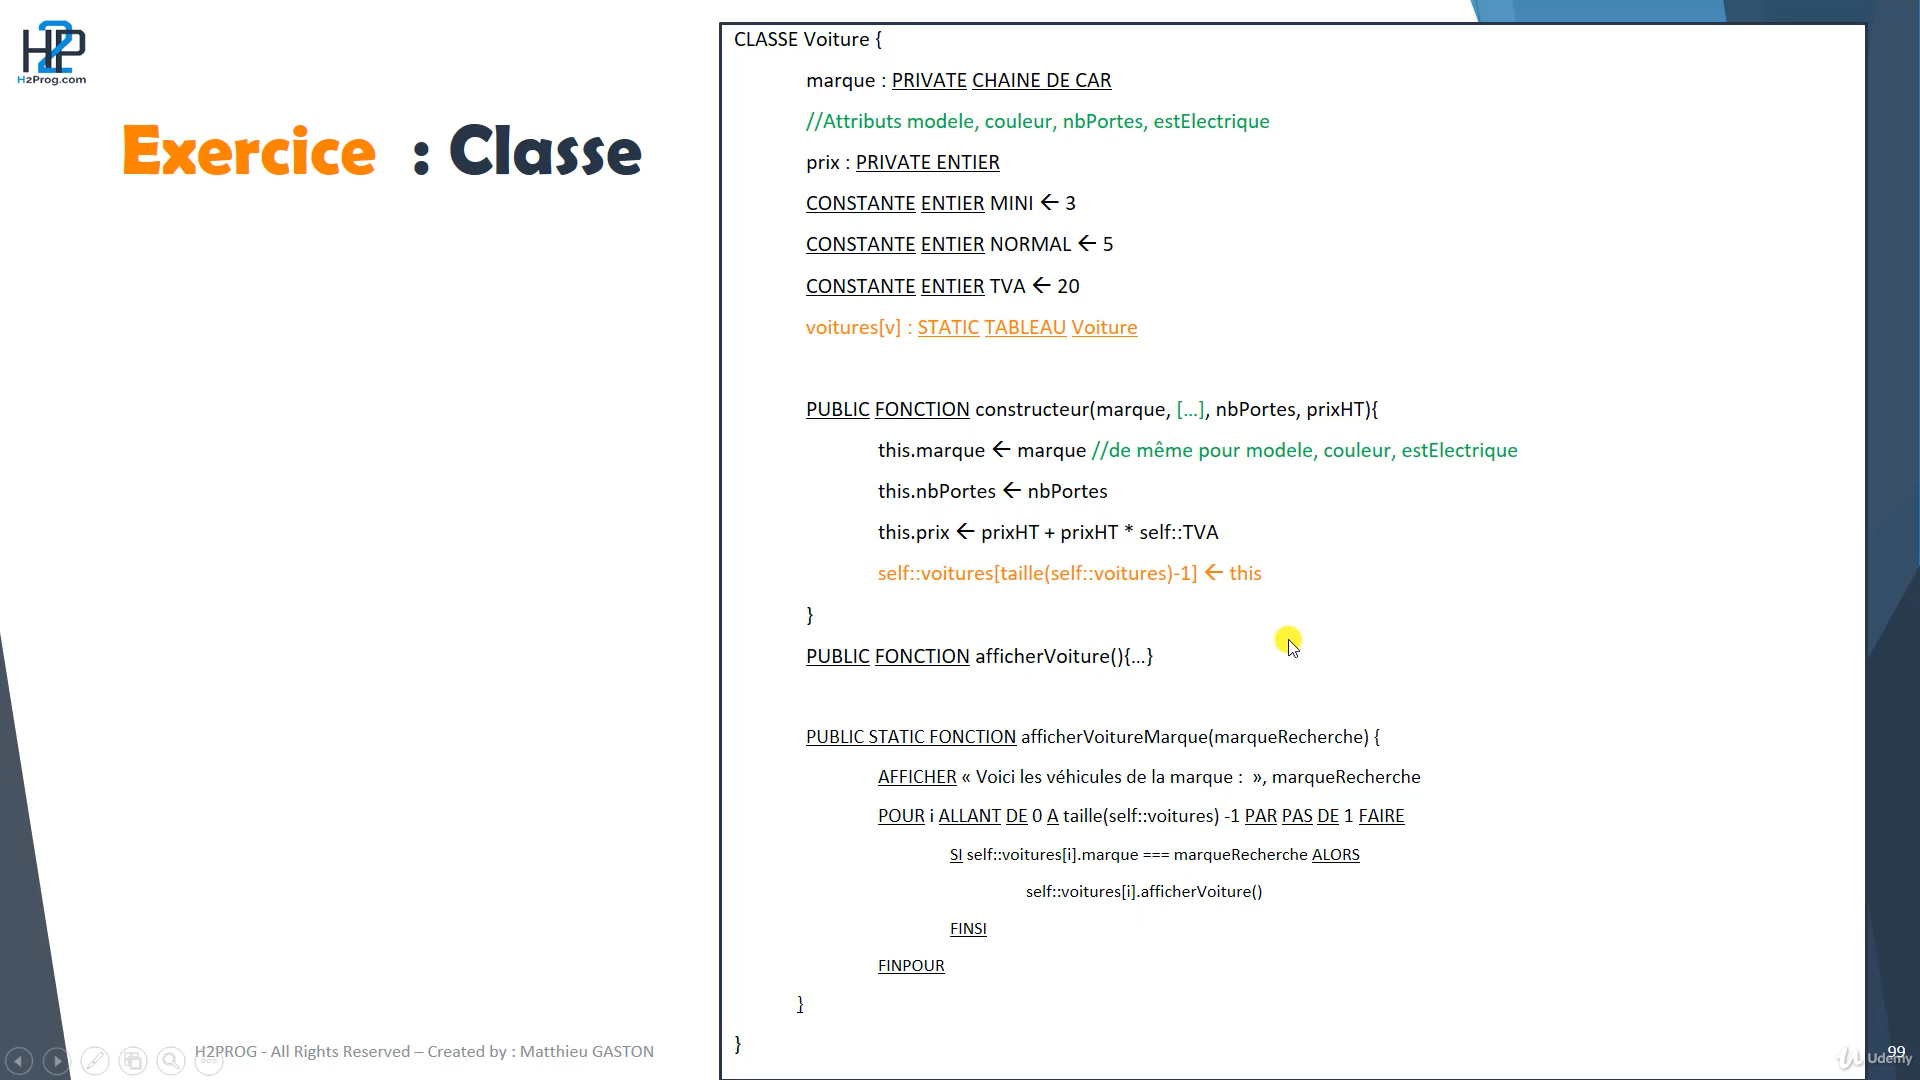 H2P
H2Prog.com
Exercice : Classe
CLASSE Voiture {
marque : PRIVATE CHAINE DE CAR
//Attributs modele, couleur, nbPortes, estElectrique
prix : PRIVATE ENTIER
CONSTANTE ENTIER MINI ← 3
CONSTANTE ENTIER NORMAL ← 5
CONSTANTE ENTIER TVA ← 20
voitures[v] : STATIC TABLEAU Voiture
PUBLIC FONCTION constructeur(marque, [...], nbPortes, prixHT){
this.marque ← marque //de même pour modele, couleur, estElectrique
this.nbPortes ← nbPortes
this.prix ← prixHT + prixHT * self::TVA
self::voitures[taille(self::voitures)-1] ← this
}
PUBLIC FONCTION afficherVoiture(){...}
PUBLIC STATIC FONCTION afficherVoitureMarque(marqueRecherche) {
AFFICHER « Voici les véhicules de la marque :  », marqueRecherche
POUR i ALLANT DE 0 A taille(self::voitures) -1 PAR PAS DE 1 FAIRE
SI self::voitures[i].marque === marqueRecherche ALORS
self::voitures[i].afficherVoiture()
FINSI
FINPOUR
}
}
H2PROG - All Rights Reserved – Created by : Matthieu GASTON
99
Udemy